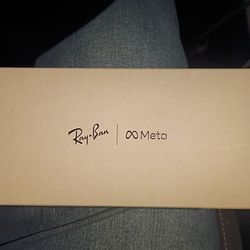 Ray-Ban | ∞ Meta